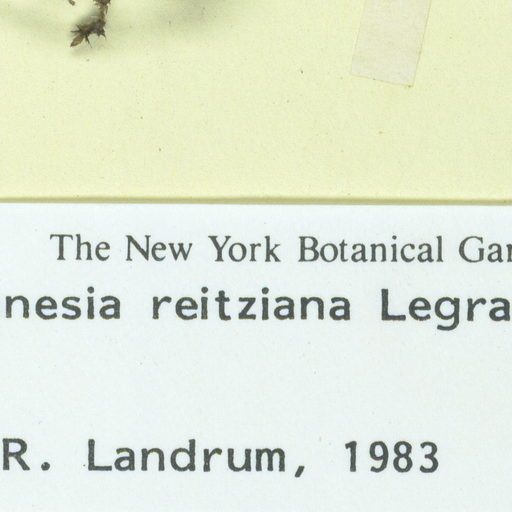 The New York Botanical Gar
nesia reitziana Legra
R. Landrum, 1983